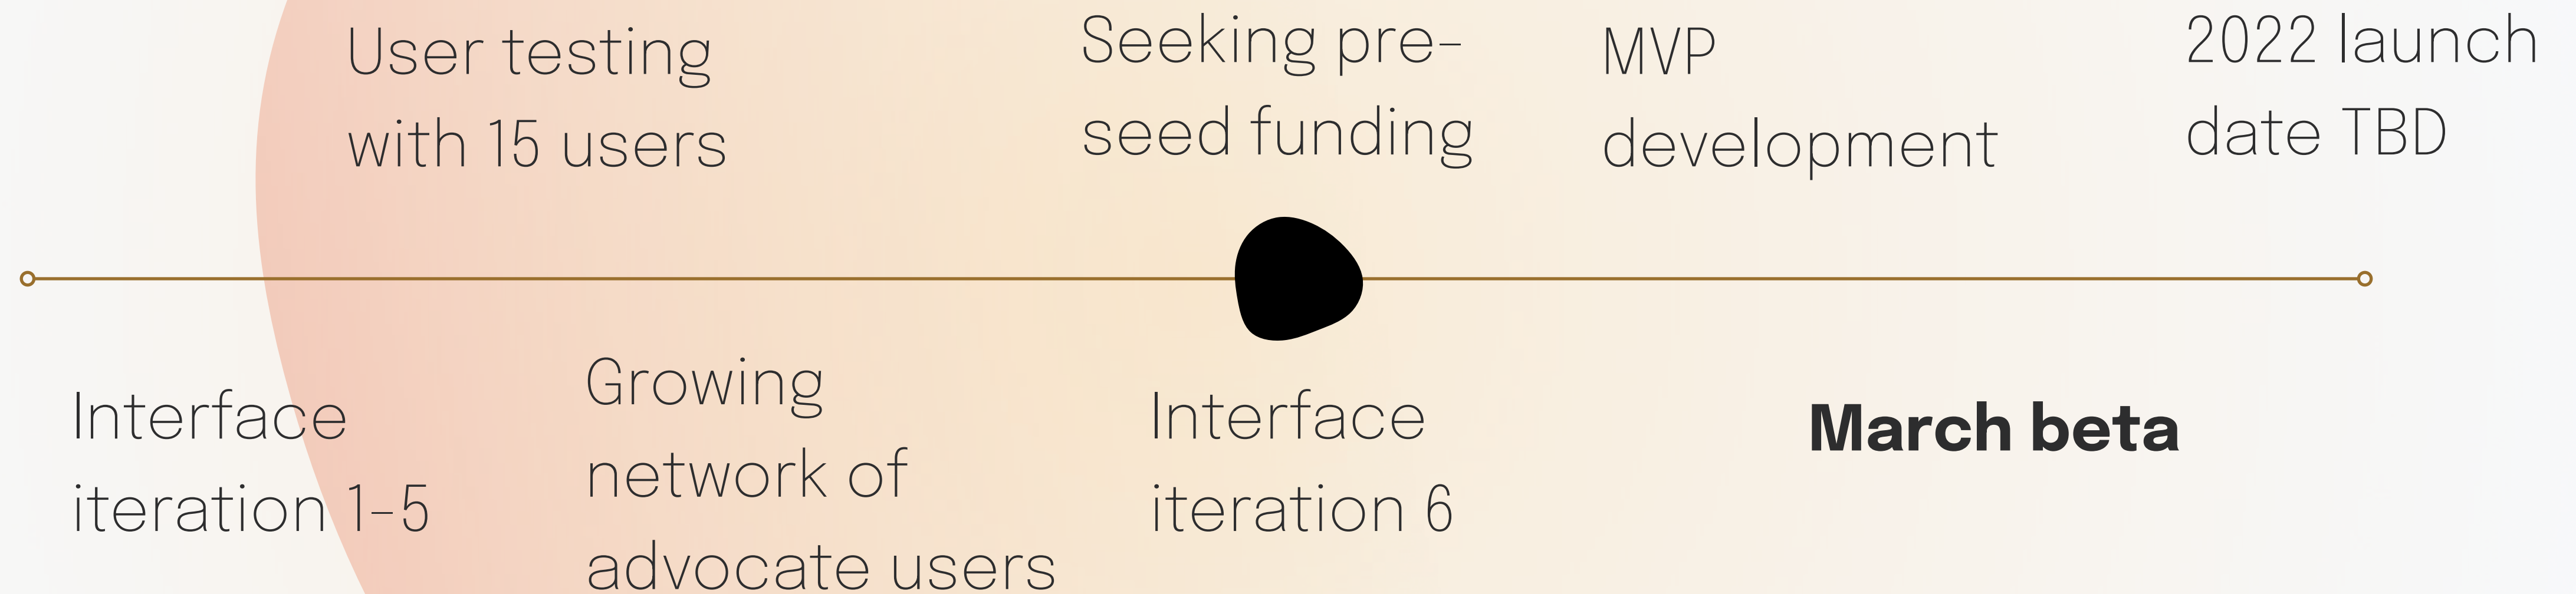 User testing
with 15 users
Seeking pre-
seed funding
MVP
development
2022 launch
date TBD
Interface
iteration 1-5
Growing
network of
advocate users
Interface
iteration 6
March beta